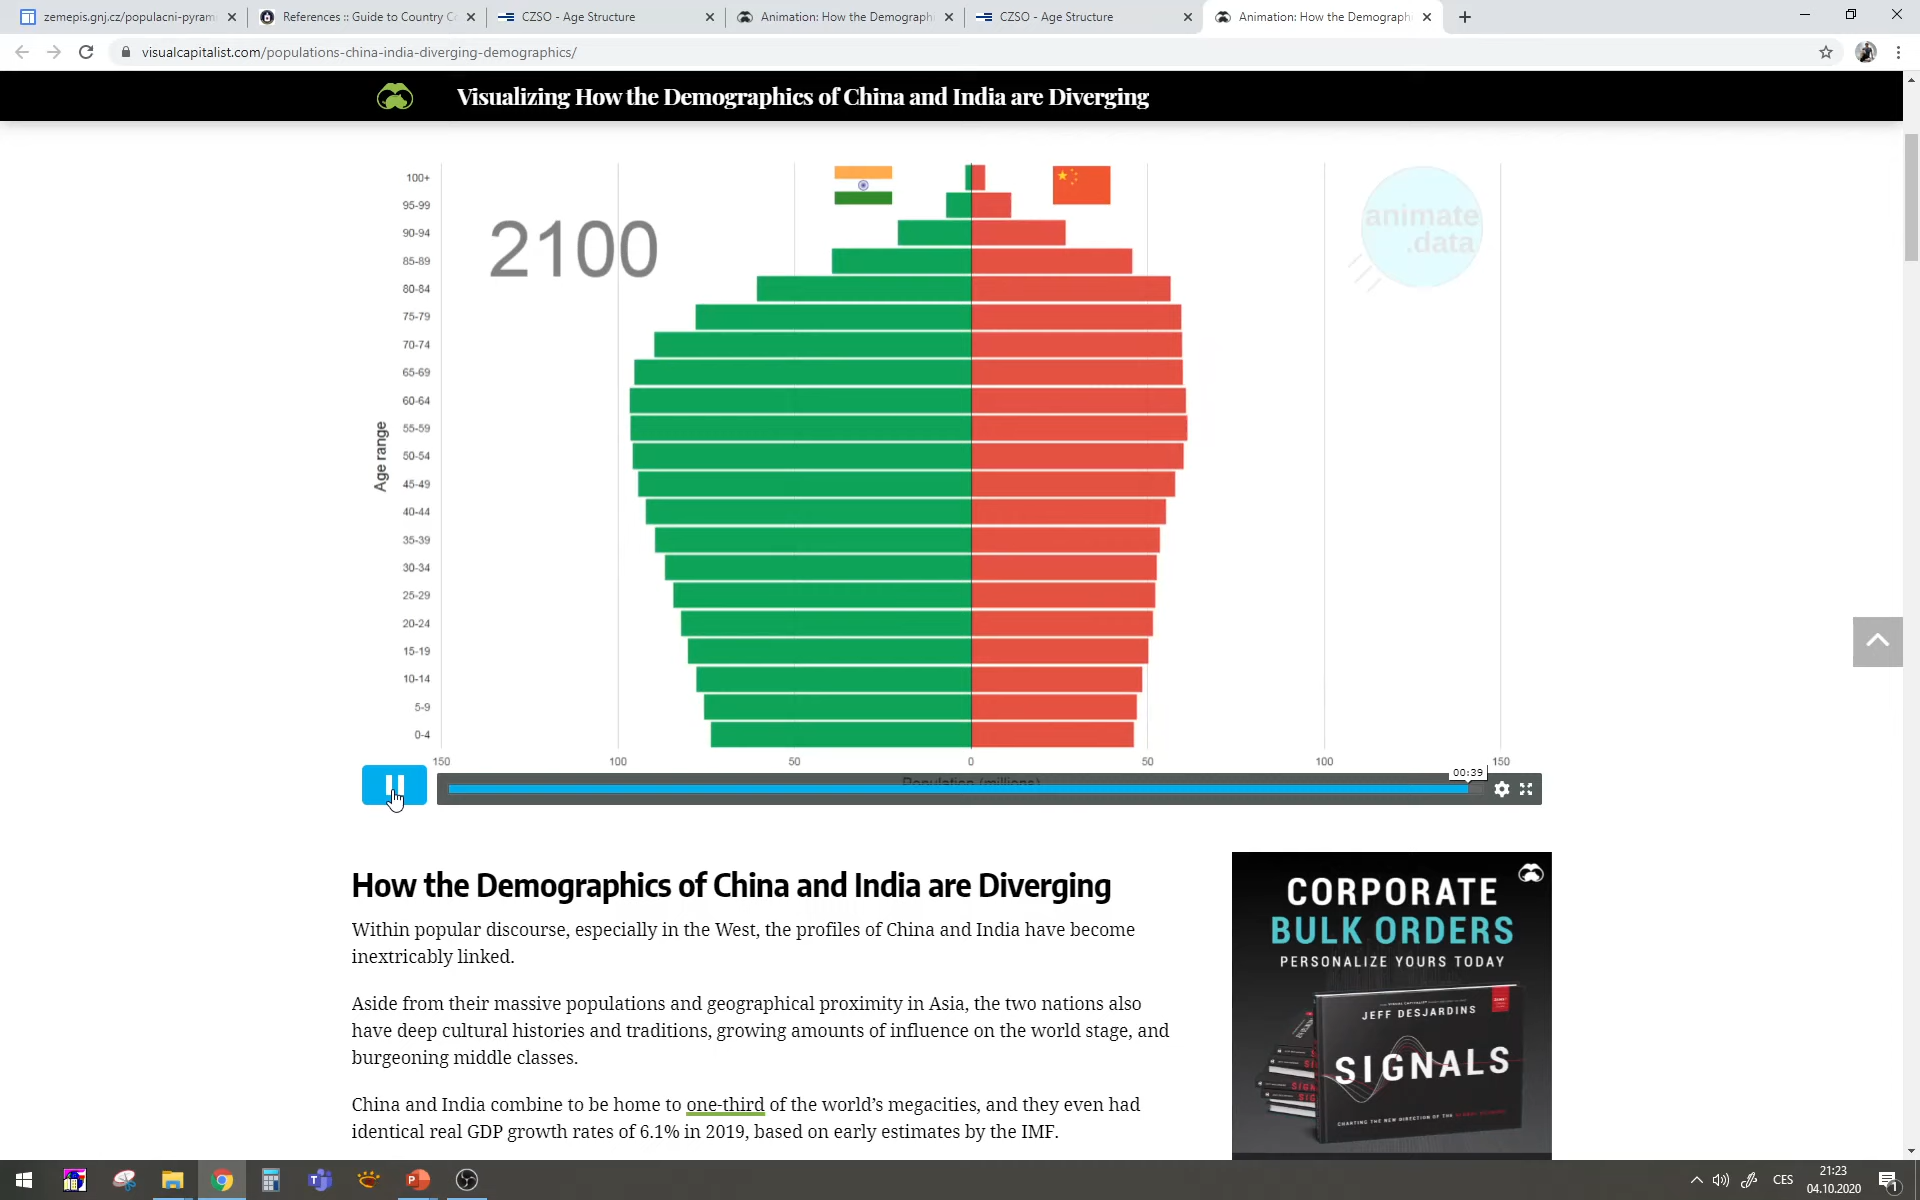 zemepis.gnj.cz/populacni-pyrami
References :: Guide to Country Co
CZSO - Age Structure
Animation: How the Demographi
CZSO - Age Structure
Animation: How the Demographi
visualcapitalist.com/populations-china-india-diverging-demographics/
Visualizing How the Demographics of China and India are Diverging
100+
95-99
2100
animate
.data
90-94
85-89
80-84
75-79
70-74
65-69
60-64
55-59
50-54
45-49
40-44
35-39
30-34
25-29
20-24
15-19
10-14
5-9
0-4
Age range
150 100 50 0 50 100 150
Population (millions)
00:39
How the Demographics of China and India are Diverging
Within popular discourse, especially in the West, the profiles of China and India have become
inextricably linked.
Aside from their massive populations and geographical proximity in Asia, the two nations also
have deep cultural histories and traditions, growing amounts of influence on the world stage, and
burgeoning middle classes.
China and India combine to be home to one-third of the world’s megacities, and they even had
identical real GDP growth rates of 6.1% in 2019, based on early estimates by the IMF.
CORPORATE
BULK ORDERS
PERSONALIZE YOURS TODAY
JEFF DESJARDINS
SIGNALS
CES
21:23
04.10.2020
1